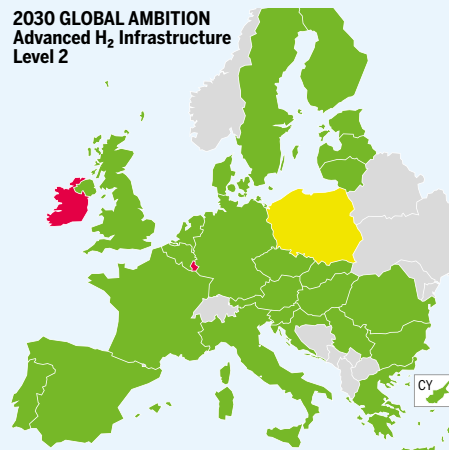 2030 GLOBAL AMBITION
Advanced H₂ Infrastructure
Level 2
CY